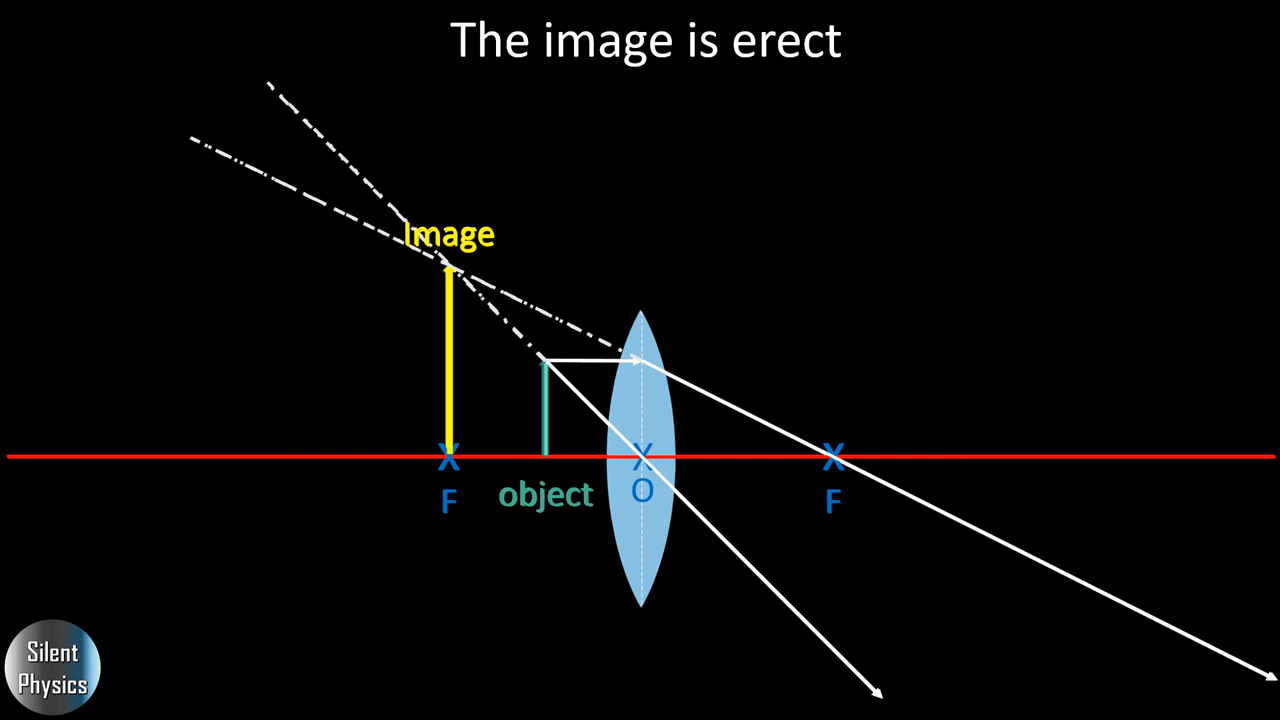 The image is erect
Image
X X X
F object O F
Silent
Physics